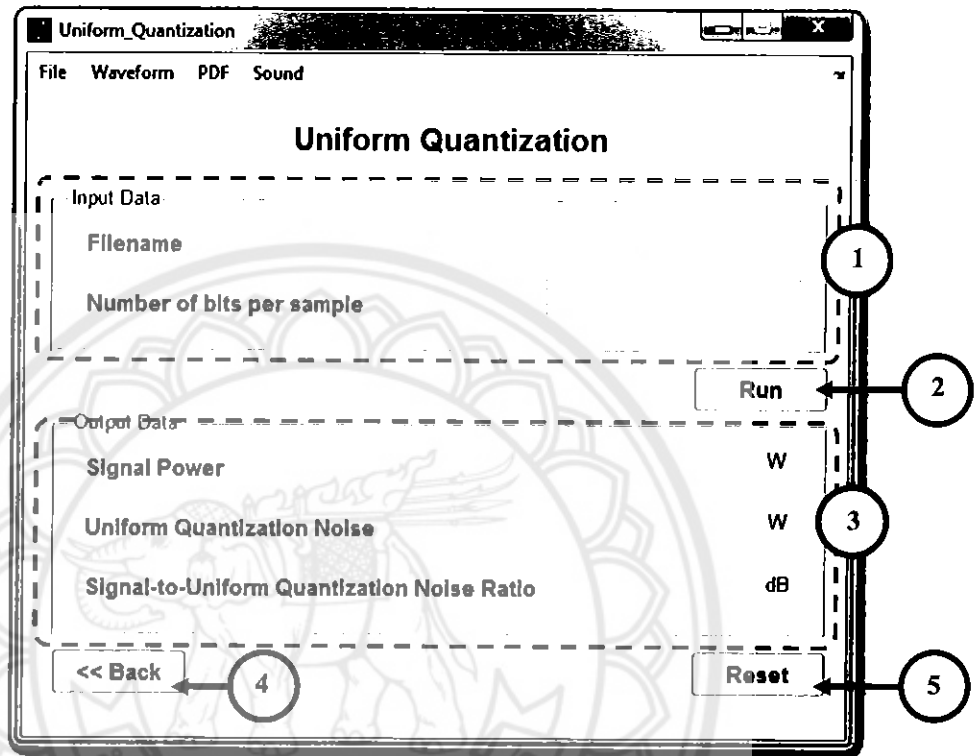 Uniform_Quantization
X
File Waveform PDF Sound
Uniform Quantization
Input Data
Filename
Number of bits per sample
1
Run
2
Output Data
Signal Power
W
Uniform Quantization Noise
W
3
Signal-to-Uniform Quantization Noise Ratio
dB
<< Back
4
Reset
5